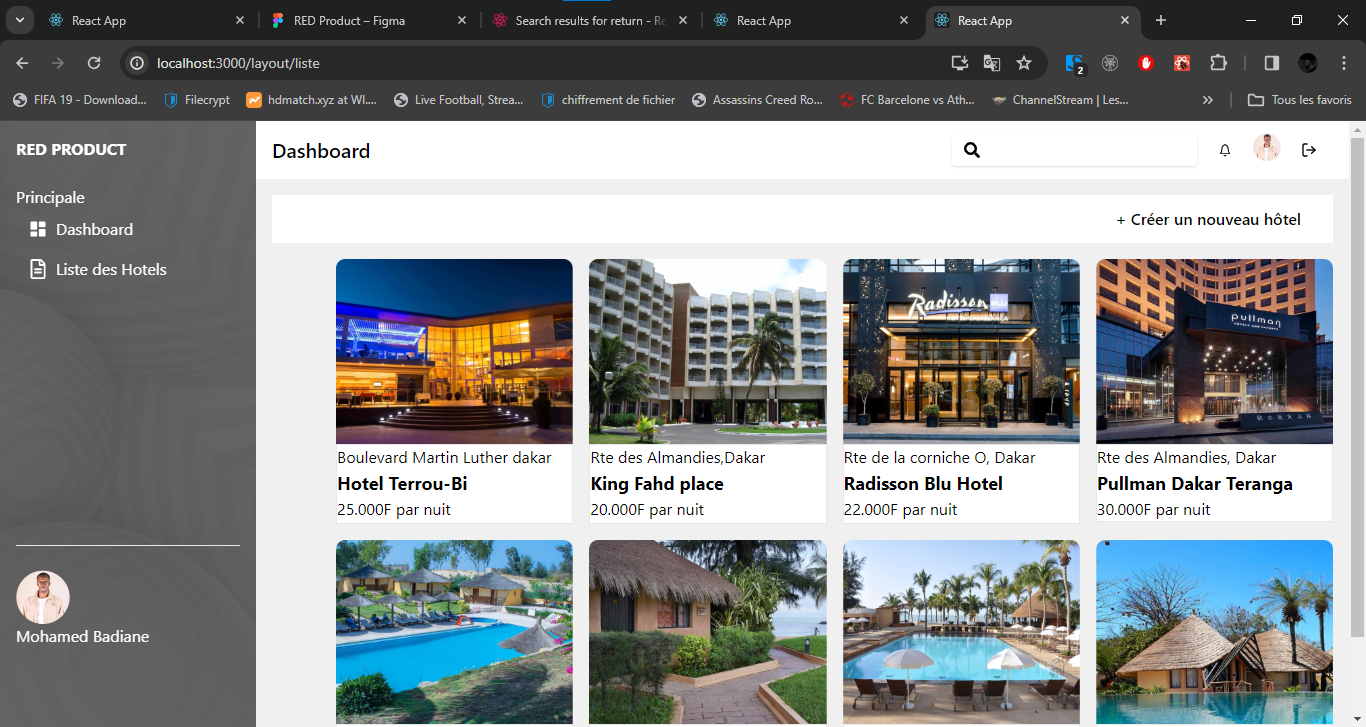 React App
RED Product – Figma
Search results for return - Re
React App
React App
localhost:3000/layout/liste
2
FIFA 19 - Download...
Filecrypt
hdmatch.xyz at WI....
Live Football, Strea...
chiffrement de fichier
Assassins Creed Ro...
FC Barcelone vs Ath...
ChannelStream | Les...
Tous les favoris
RED PRODUCT
Dashboard
Principale
Dashboard
Liste des Hotels
+ Créer un nouveau hôtel
Radisson
pullman
Boulevard Martin Luther dakar
Hotel Terrou-Bi
25.000F par nuit
Rte des Almandies,Dakar
King Fahd place
20.000F par nuit
Rte de la corniche O, Dakar
Radisson Blu Hotel
22.000F par nuit
Rte des Almandies, Dakar
Pullman Dakar Teranga
30.000F par nuit
Mohamed Badiane